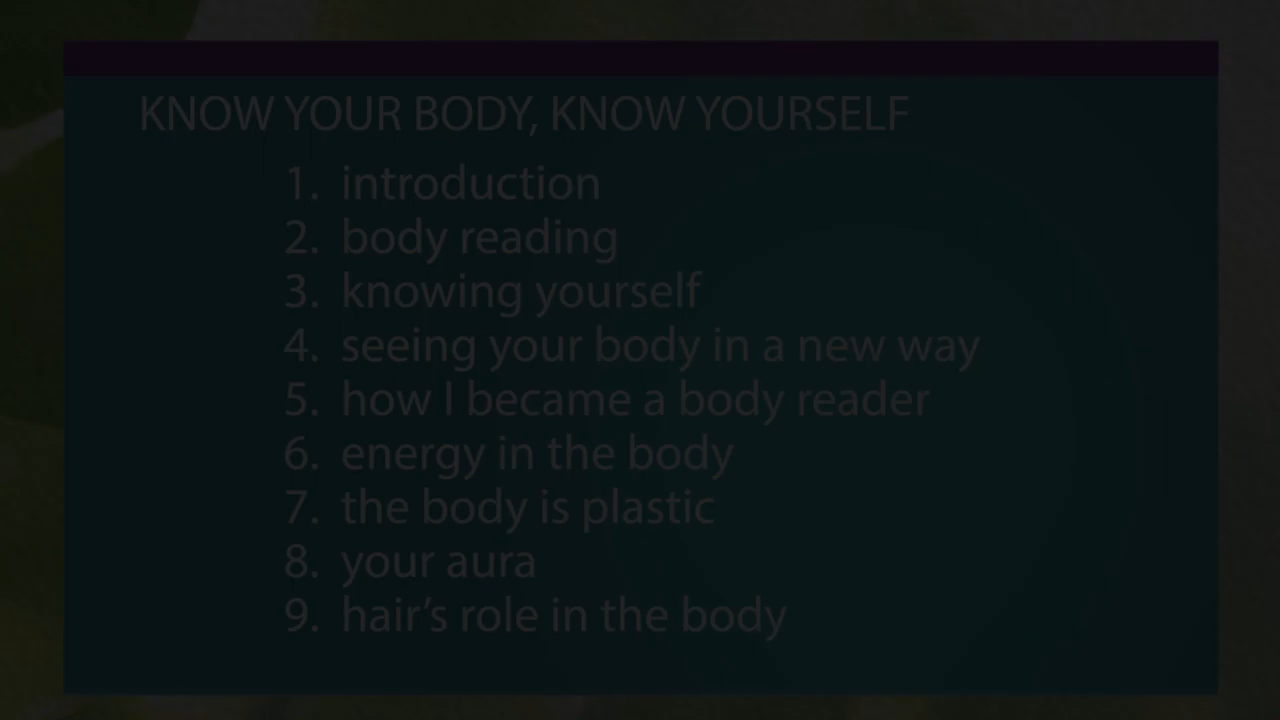 KNOW YOUR BODY, KNOW YOURSELF
1. introduction
2. body reading
3. knowing yourself
4. seeing your body in a new way
5. how I became a body reader
6. energy in the body
7. the body is plastic
8. your aura
9. hair’s role in the body